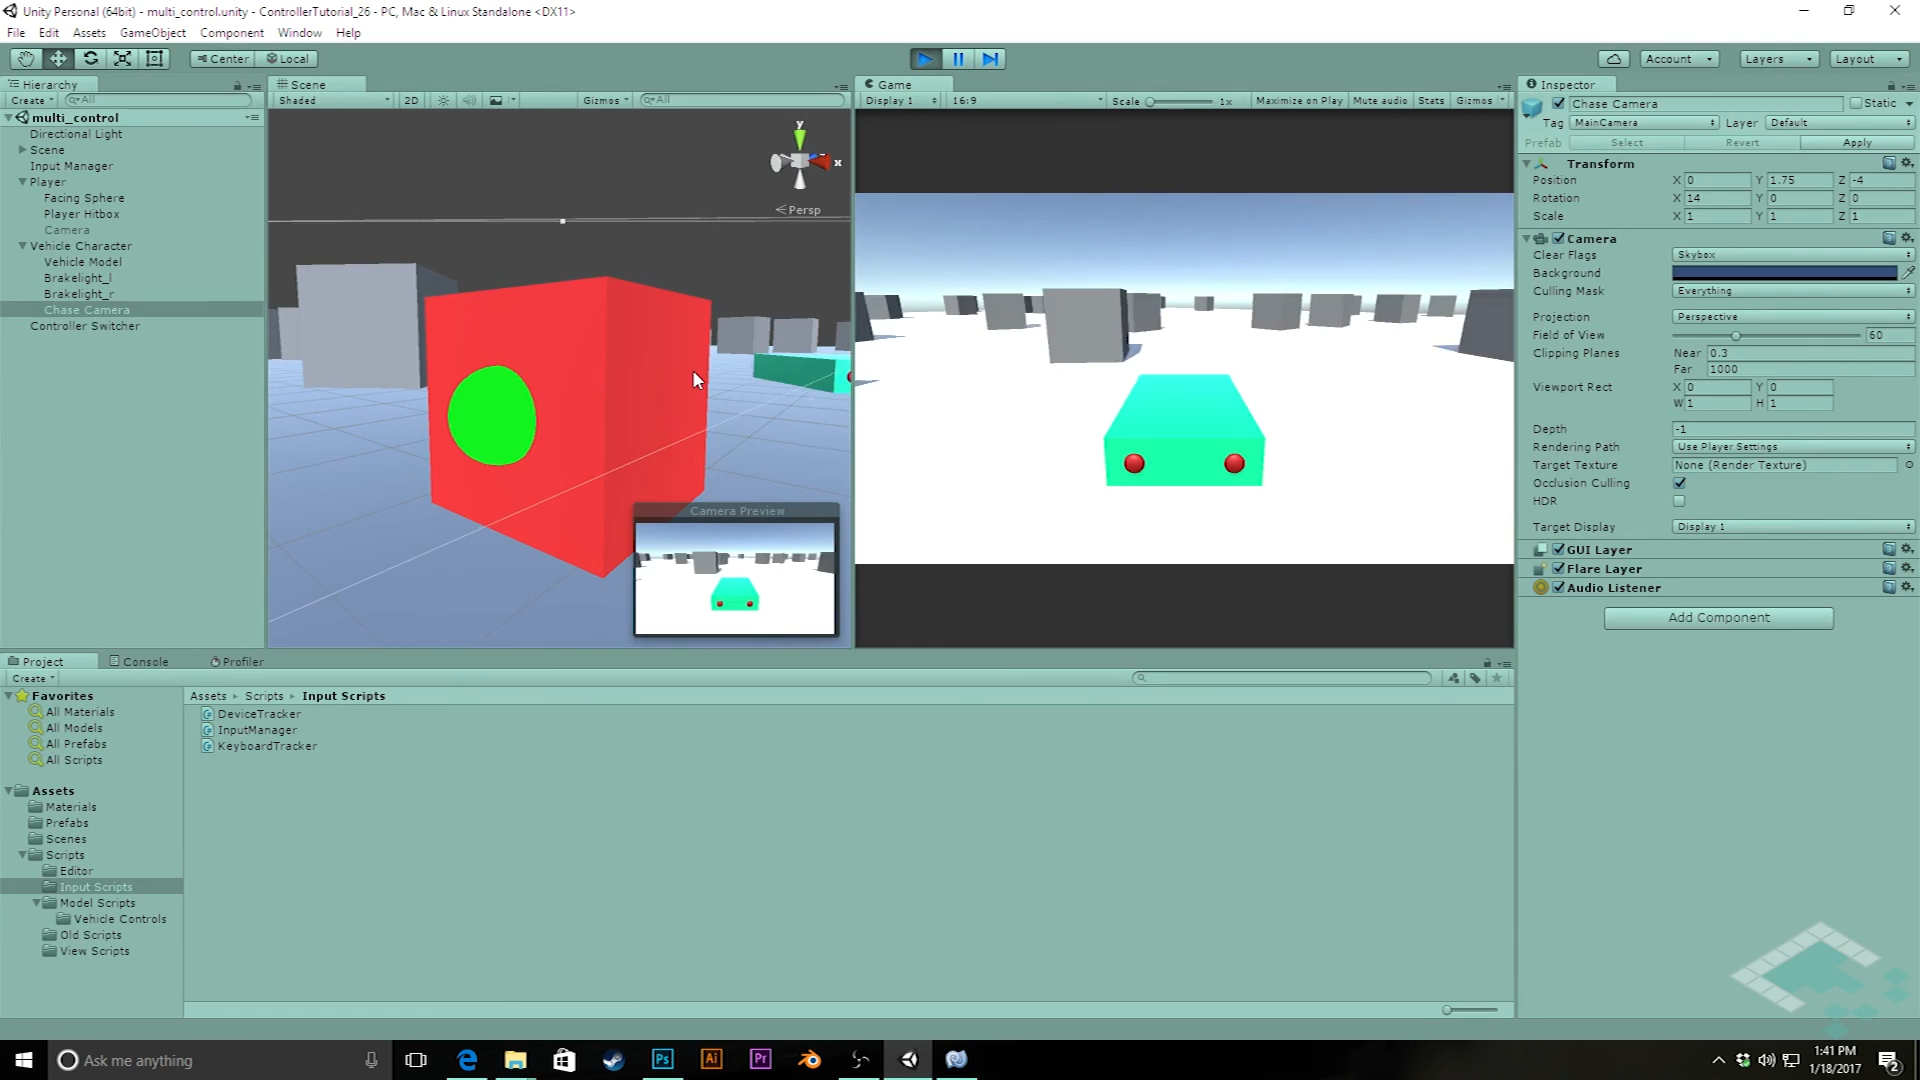 Unity Personal (64bit) - multi_control.unity - ControllerTutorial_26 - PC, Mac & Linux Standalone <DX11>
File Edit Assets GameObject Component Window Help
Center Local Account Layers Layout
Hierarchy
Create All
multi_control
Directional Light
Scene
Input Manager
Player
Facing Sphere
Player Hitbox
Camera
Vehicle Character
Vehicle Model
Brakelight_l
Brakelight_r
Chase Camera
Controller Switcher
Scene
Shaded 2D Gizmos All
y
x
Persp
Camera Preview
Game
Display 1 16:9 Scale 1x Maximize on Play Mute audio Stats Gizmos
Inspector
Chase Camera Static
Tag MainCamera Layer Default
Prefab Select Revert Apply
Transform
Position X 0 Y 1.75 Z -4
Rotation X 14 Y 0 Z 0
Scale X 1 Y 1 Z 1
Camera
Clear Flags Skybox
Background
Culling Mask Everything
Projection Perspective
Field of View 60
Clipping Planes Near 0.3
Far 1000
Viewport Rect X 0 Y 0
W 1 H 1
Depth -1
Rendering Path Use Player Settings
Target Texture None (Render Texture)
Occlusion Culling
HDR
Target Display Display 1
GUI Layer
Flare Layer
Audio Listener
Add Component
Project Console Profiler
Create
Favorites
All Materials
All Models
All Prefabs
All Scripts
Assets
Materials
Prefabs
Scenes
Scripts
Editor
Input Scripts
Model Scripts
Vehicle Controls
Old Scripts
View Scripts
Assets Scripts Input Scripts
DeviceTracker
InputManager
KeyboardTracker
Ask me anything
Ps
Ai
Pr
1:41 PM
1/18/2017
2